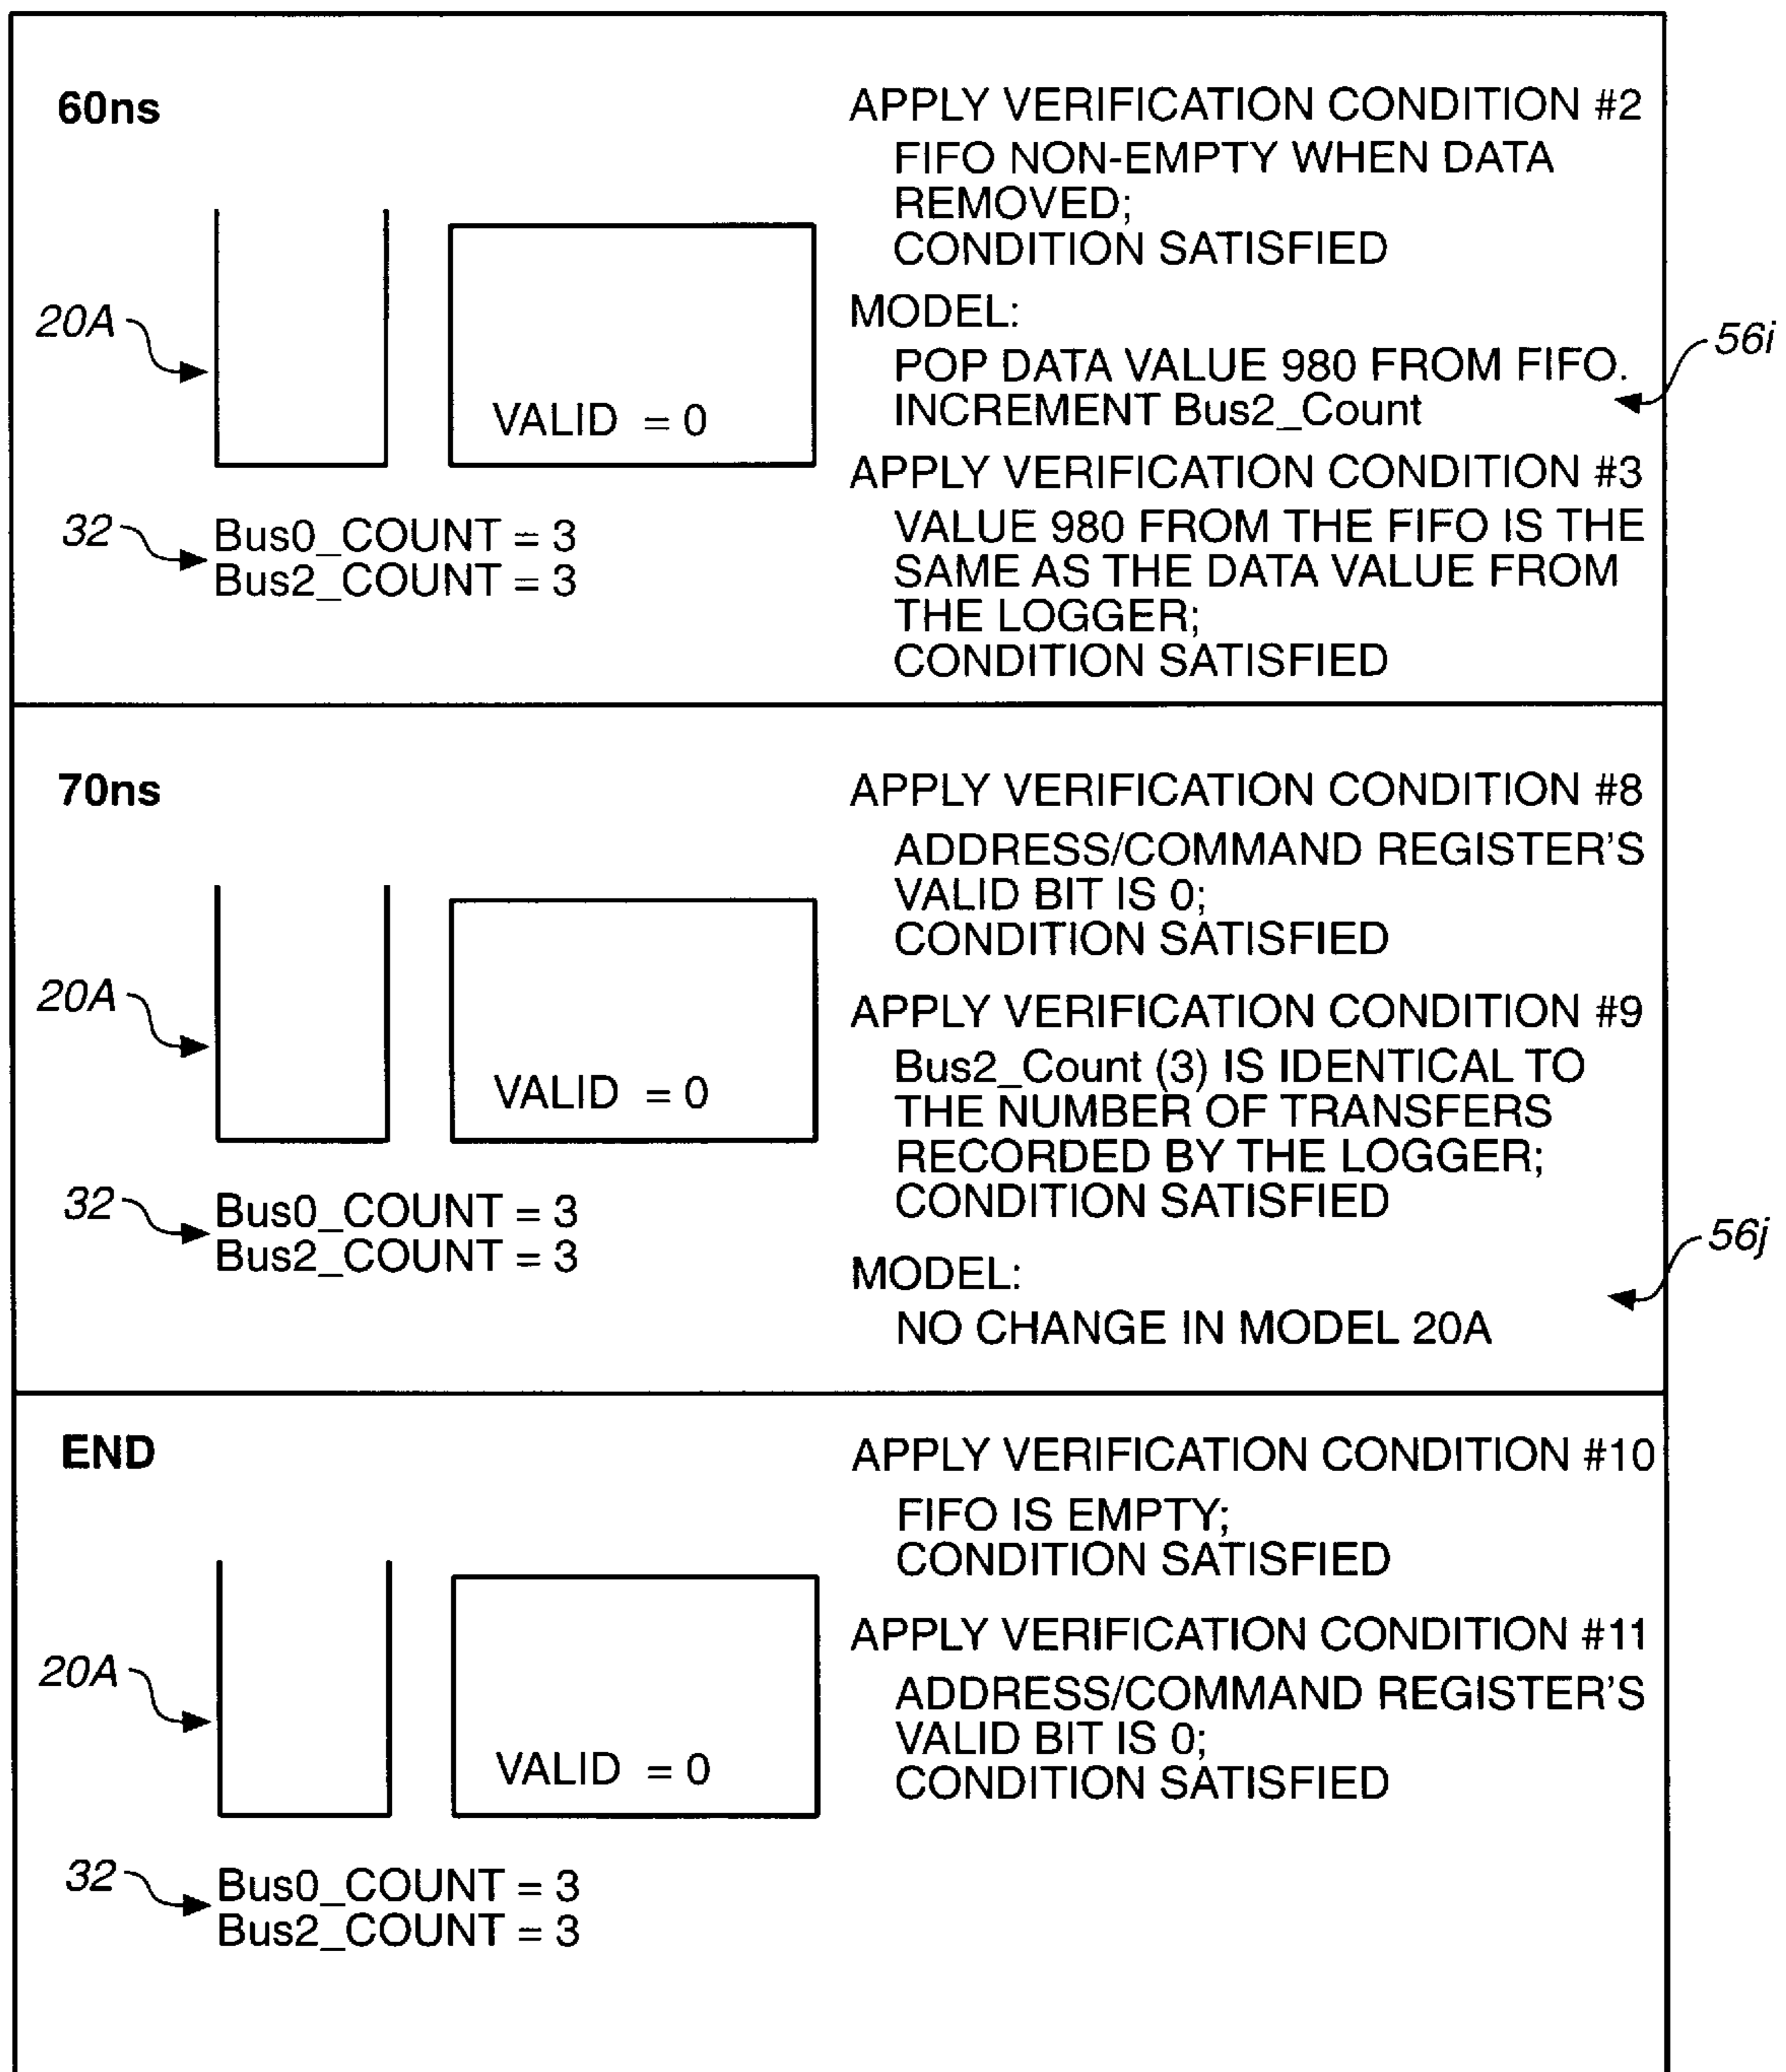 60ns
APPLY VERIFICATION CONDITION #2
FIFO NON-EMPTY WHEN DATA
REMOVED;
CONDITION SATISFIED
20A
VALID = 0
MODEL:
POP DATA VALUE 980 FROM FIFO.
INCREMENT Bus2_Count
56i
32
Bus0_COUNT = 3
Bus2_COUNT = 3
APPLY VERIFICATION CONDITION #3
VALUE 980 FROM THE FIFO IS THE
SAME AS THE DATA VALUE FROM
THE LOGGER;
CONDITION SATISFIED
70ns
APPLY VERIFICATION CONDITION #8
ADDRESS/COMMAND REGISTER'S
VALID BIT IS 0;
CONDITION SATISFIED
20A
VALID = 0
APPLY VERIFICATION CONDITION #9
Bus2_Count (3) IS IDENTICAL TO
THE NUMBER OF TRANSFERS
RECORDED BY THE LOGGER;
CONDITION SATISFIED
32
Bus0_COUNT = 3
Bus2_COUNT = 3
56j
MODEL:
NO CHANGE IN MODEL 20A
END
APPLY VERIFICATION CONDITION #10
FIFO IS EMPTY;
CONDITION SATISFIED
20A
VALID = 0
APPLY VERIFICATION CONDITION #11
ADDRESS/COMMAND REGISTER'S
VALID BIT IS 0;
CONDITION SATISFIED
32
Bus0_COUNT = 3
Bus2_COUNT = 3